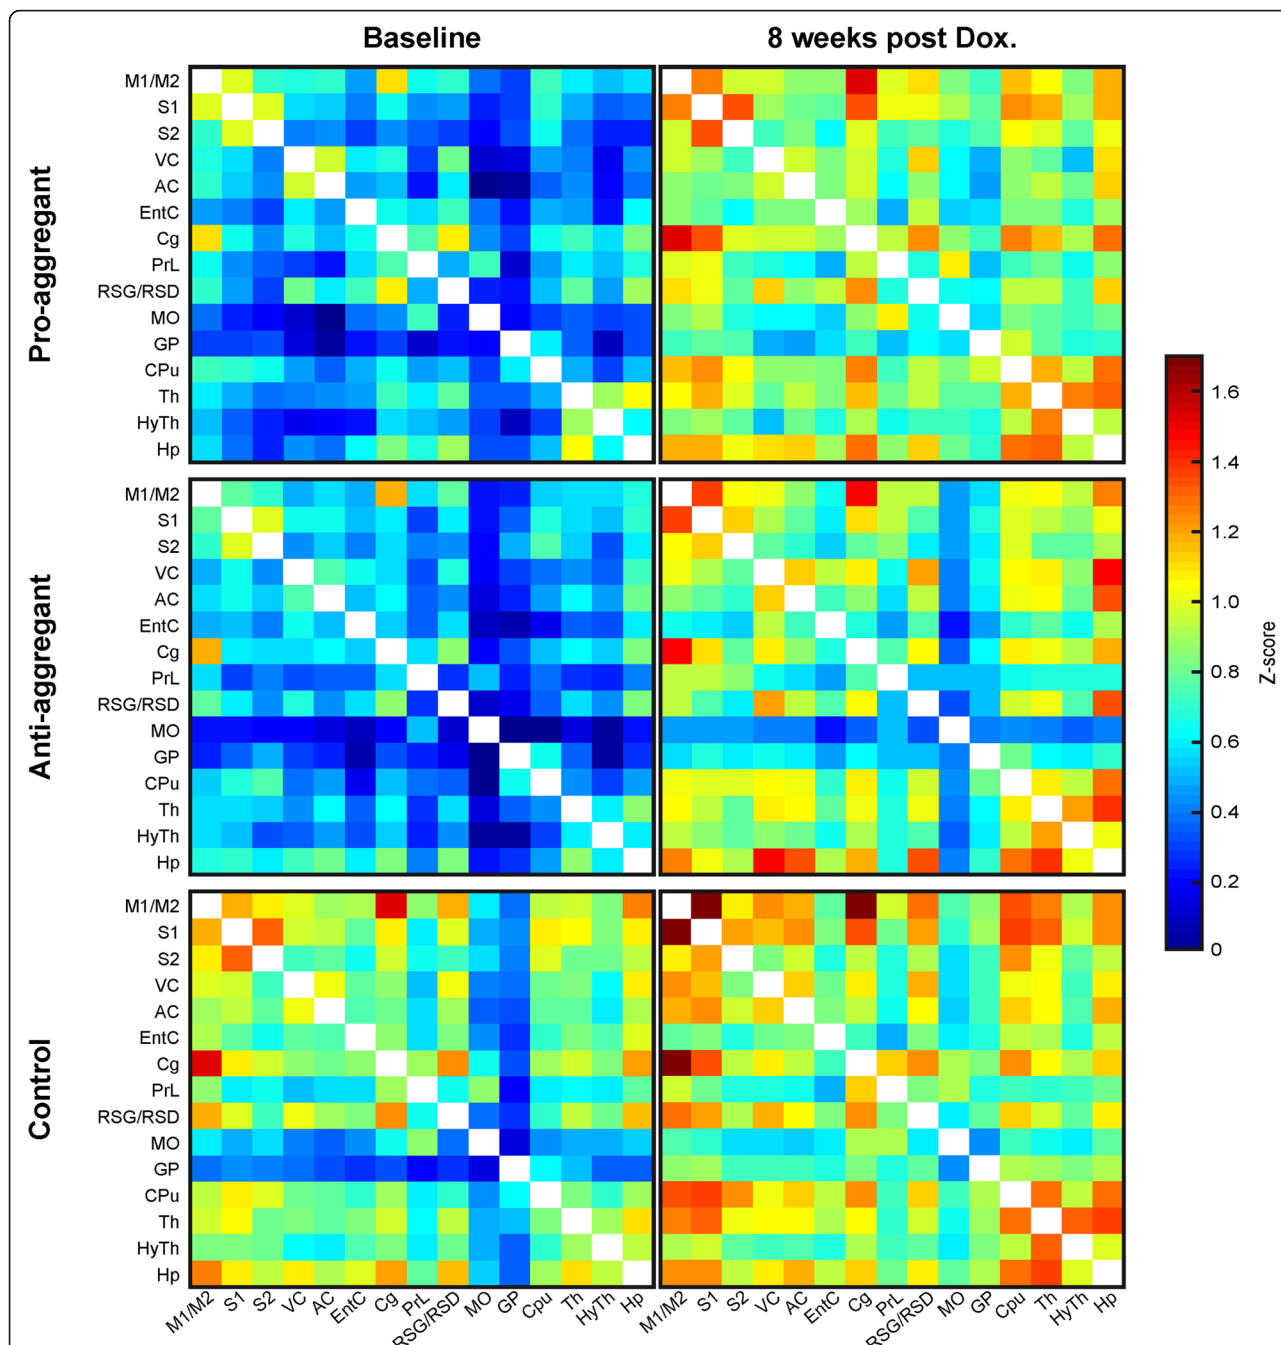 Baseline 8 weeks post Dox.
Pro-aggregant
M1/M2
S1
S2
VC
AC
EntC
Cg
PrL
RSG/RSD
MO
GP
CPu
Th
HyTh
Hp
Anti-aggregant
M1/M2
S1
S2
VC
AC
EntC
Cg
PrL
RSG/RSD
MO
GP
CPu
Th
HyTh
Hp
Control
M1/M2
S1
S2
VC
AC
EntC
Cg
PrL
RSG/RSD
MO
GP
CPu
Th
HyTh
Hp
M1/M2 S1 S2 VC AC EntC Cg PrL RSG/RSD MO GP Cpu Th HyTh Hp
M1/M2 S1 S2 VC AC EntC Cg PrL RSG/RSD MO GP Cpu Th HyTh Hp
1.6
1.4
1.2
1.0
0.8
0.6
0.4
0.2
0
Z-score